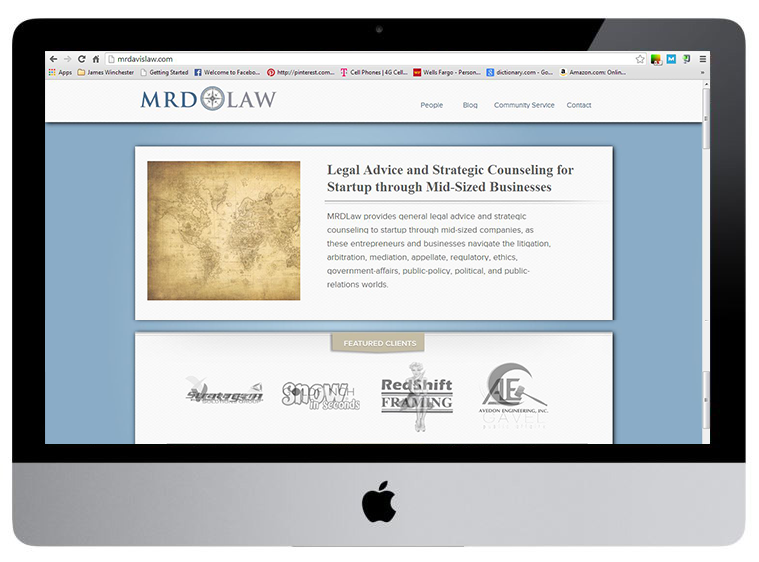 mrdavislaw.com
Apps James Winchester Getting Started Welcome to Facebo... http://pinterest.com... Cell Phones | 4G Cell... Wells Fargo - Person... dictionary.com - Go... Amazon.com: Onlin...
MRD LAW
People Blog Community Service Contact
Legal Advice and Strategic Counseling for
Startup through Mid-Sized Businesses
MRDLaw provides general legal advice and strategic
counseling to startup through mid-sized companies, as
these entrepreneurs and businesses navigate the litigation,
arbitration, mediation, appellate, regulatory, ethics,
government-affairs, public-policy, political, and public-
relations worlds.
FEATURED CLIENTS
Snow
in Seconds
RedShift
FRAMING
AE
AVEDON ENGINEERING, INC.
GAVEL
public affairs